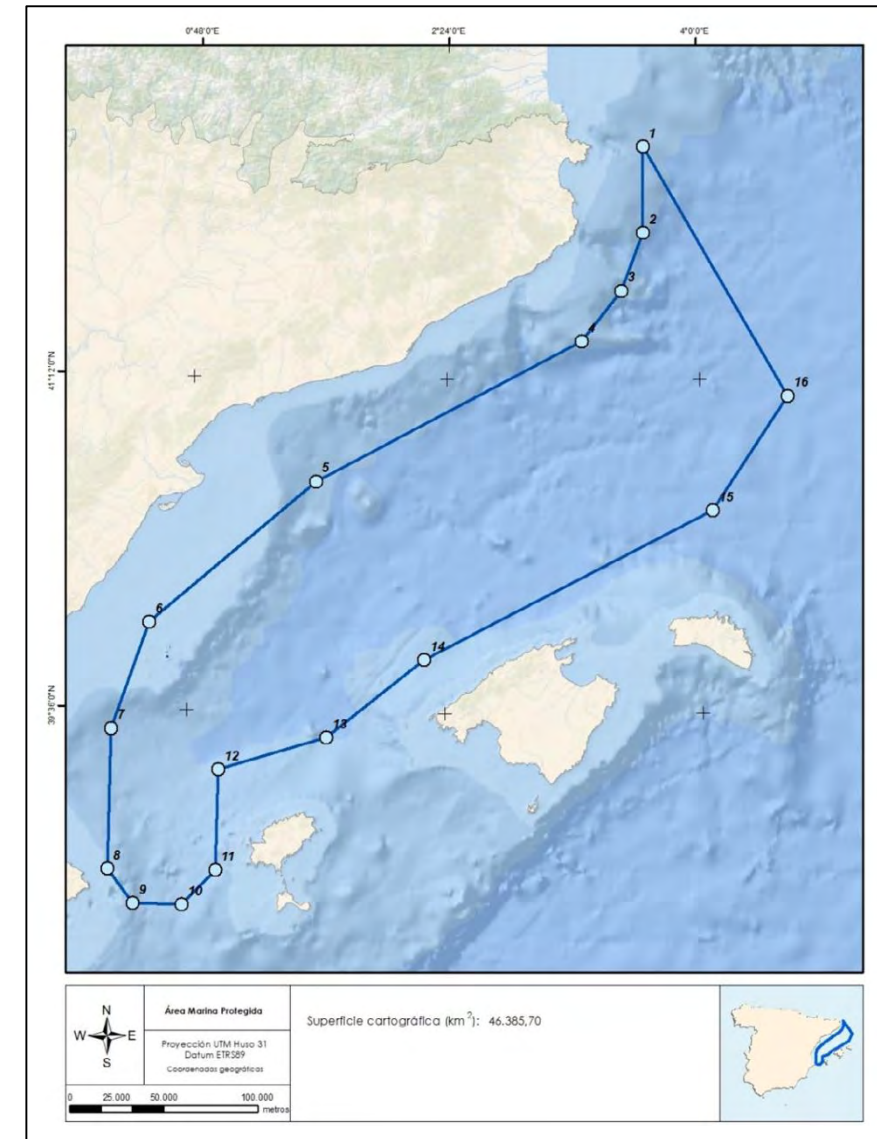 0°48'0"E 2°24'0"E 4°0'0"E
1
2
3
4
41°12'0"N
16
5
15
6
14
39°36'0"N
7
13
12
8
11
9
10
N
W E
S
Área Marina Protegida
Proyección UTM Huso 31
Datum ETRS89
Coordenadas geográficas
0 25.000 50.000 100.000
metros
Superficie cartográfica (km²): 46.385,70